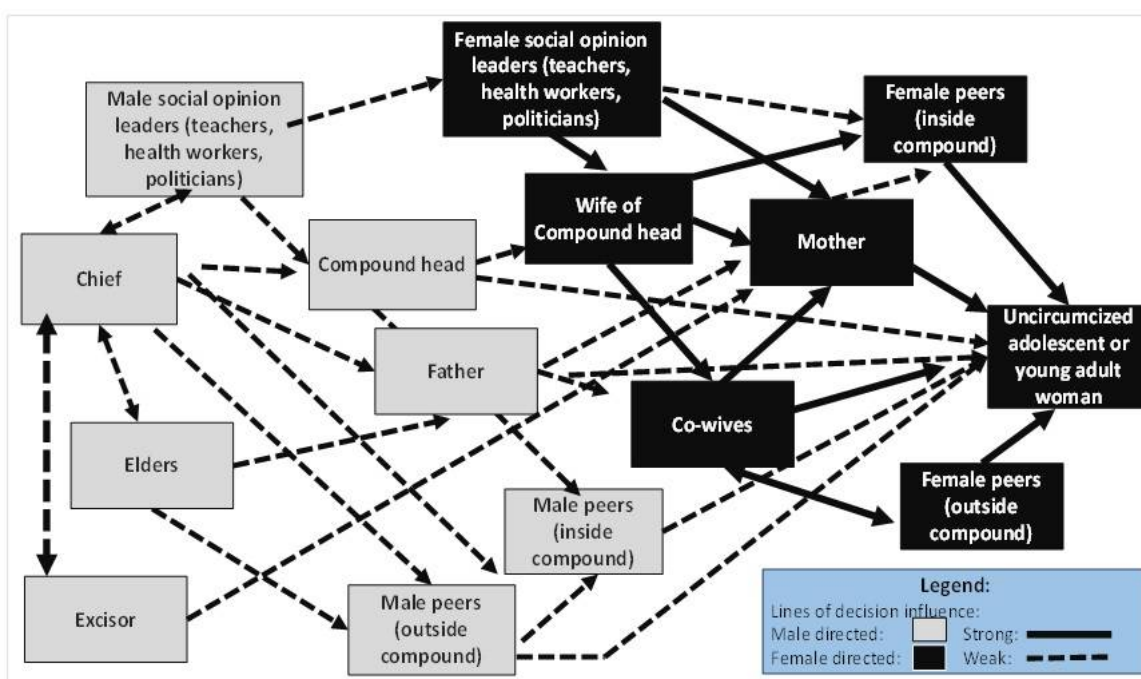 Female social opinion
leaders (teachers,
health workers,
politicians)
Male social opinion
leaders (teachers,
health workers,
politicians)
Female peers
(inside
compound)
Wife of
Compound head
Mother
Chief
Compound head
Uncircumcized
adolescent or
young adult
woman
Father
Co-wives
Elders
Female peers
(outside
compound)
Male peers
(inside
compound)
Excisor
Male peers
(outside
compound)
Legend:
Lines of decision influence:
Male directed: Strong:
Female directed: Weak: